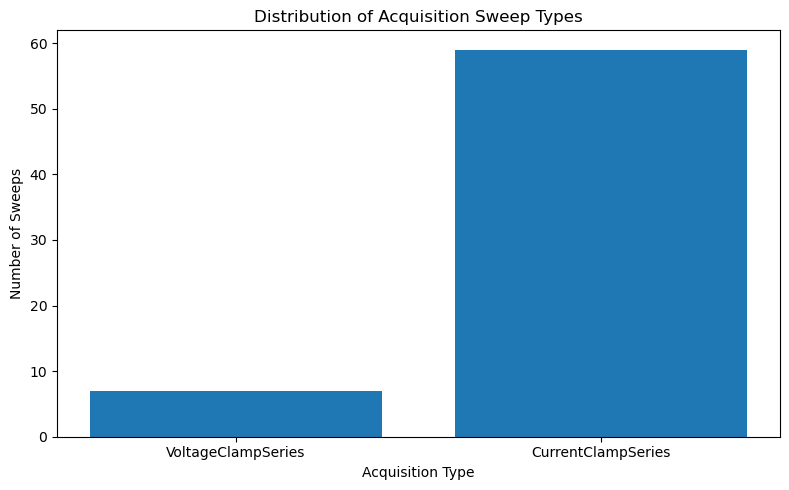 Distribution of Acquisition Sweep Types
60
50
40
30
20
10
0
Number of Sweeps
VoltageClampSeries CurrentClampSeries
Acquisition Type